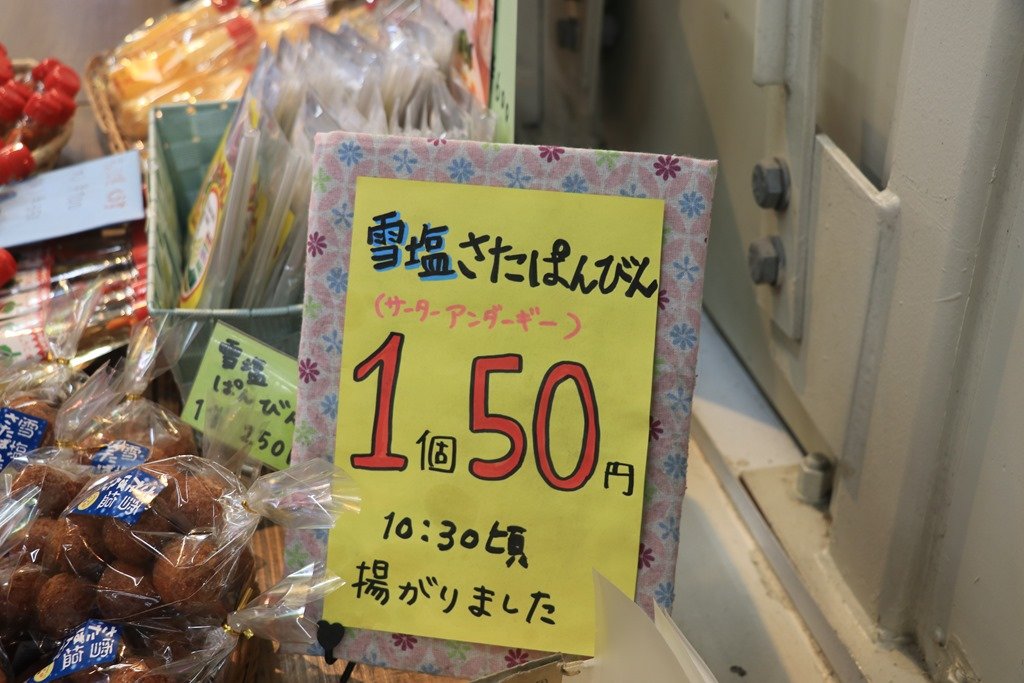 雪塩さたぱんびん
(サーターアンダーギー)
1個50円
10:30頃
揚がりました
雪塩
ぱんびん